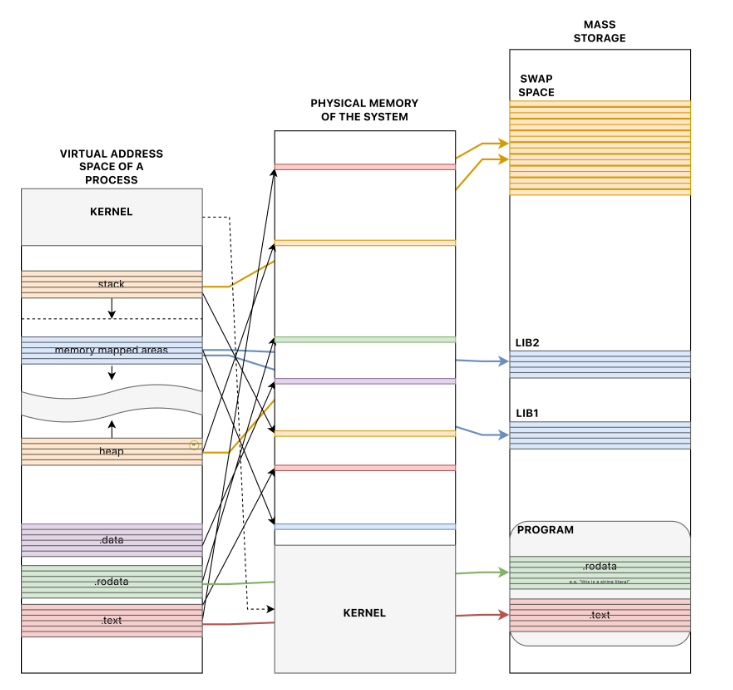 MASS
STORAGE
SWAP
SPACE
PHYSICAL MEMORY
OF THE SYSTEM
VIRTUAL ADDRESS
SPACE OF A
PROCESS
KERNEL
stack
memory mapped areas
heap
.data
.rodata
.text
KERNEL
LIB2
LIB1
PROGRAM
.rodata
e.g. "this is a string literal"
.text